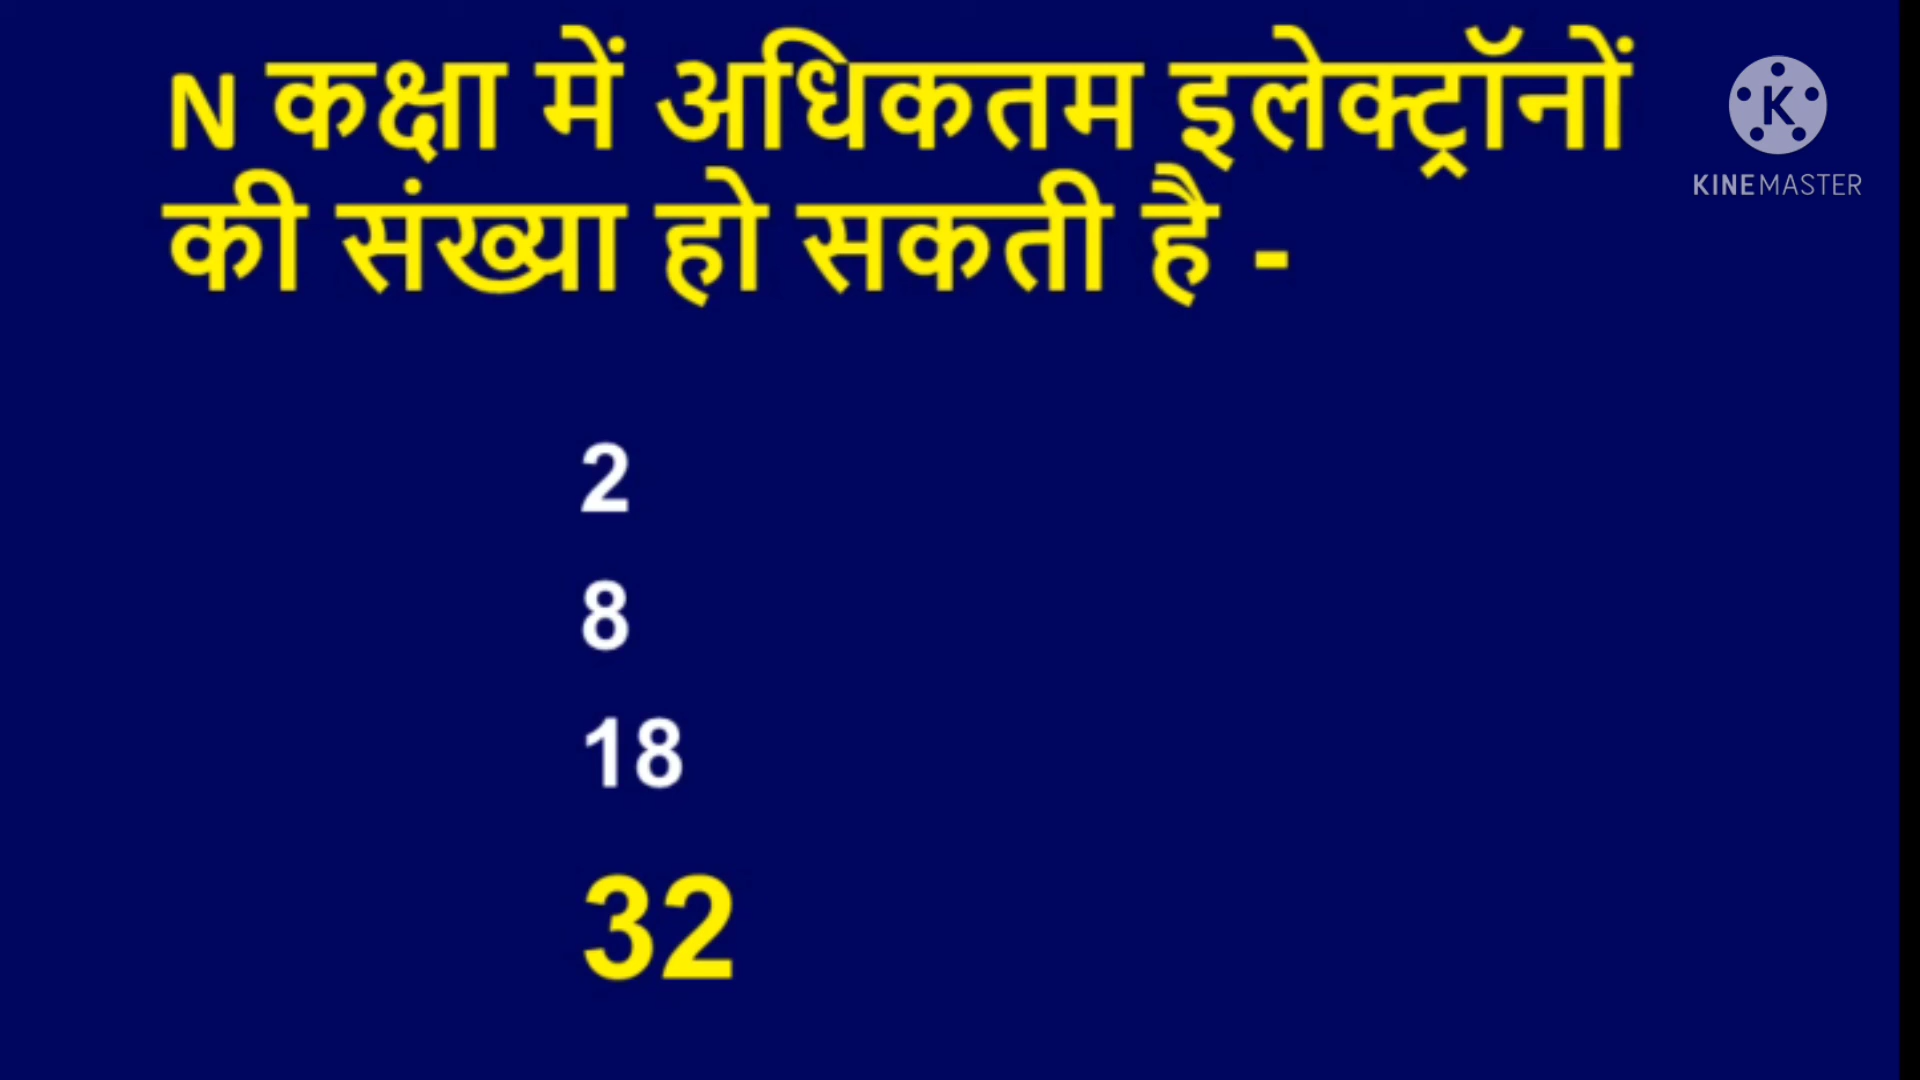 N कक्षा में अधिकतम इलेक्ट्रॉनों
की संख्या हो सकती है -
K
KINEMASTER
2
8
18
32